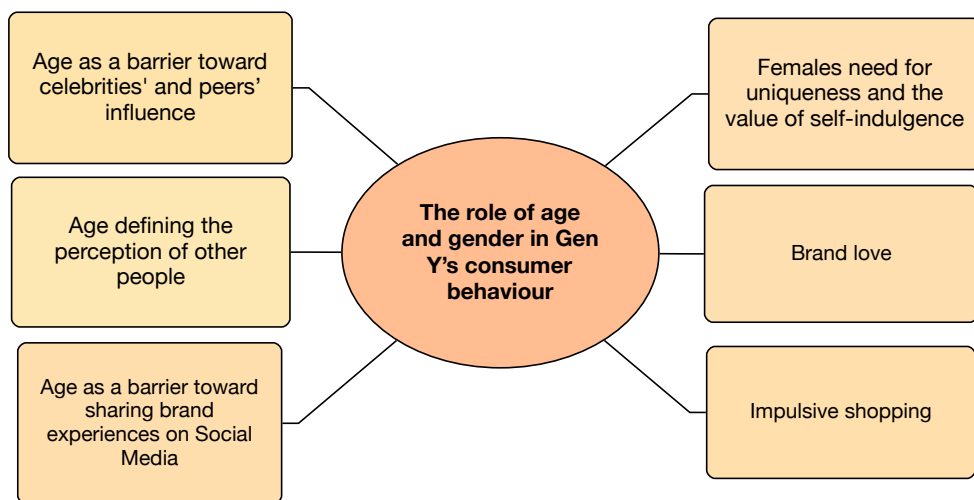 Age as a barrier toward
celebrities' and peers’
influence
Age defining the
perception of other
people
Age as a barrier toward
sharing brand
experiences on Social
Media
The role of age
and gender in Gen
Y’s consumer
behaviour
Females need for
uniqueness and the
value of self-indulgence
Brand love
Impulsive shopping